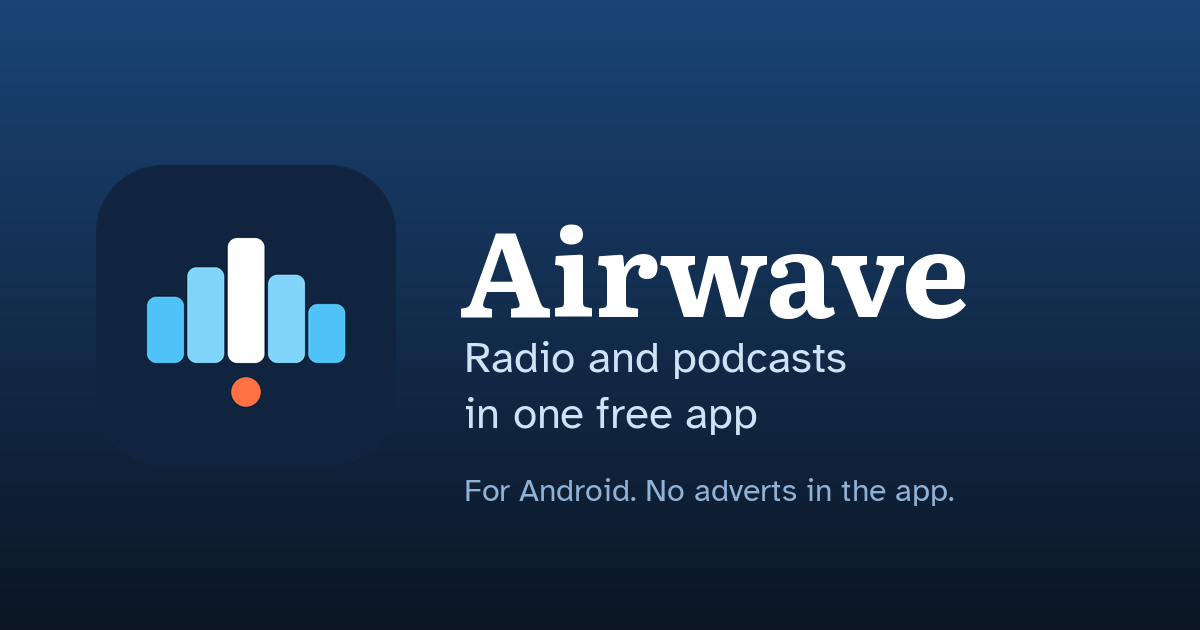 Airwave
Radio and podcasts
in one free app
For Android. No adverts in the app.